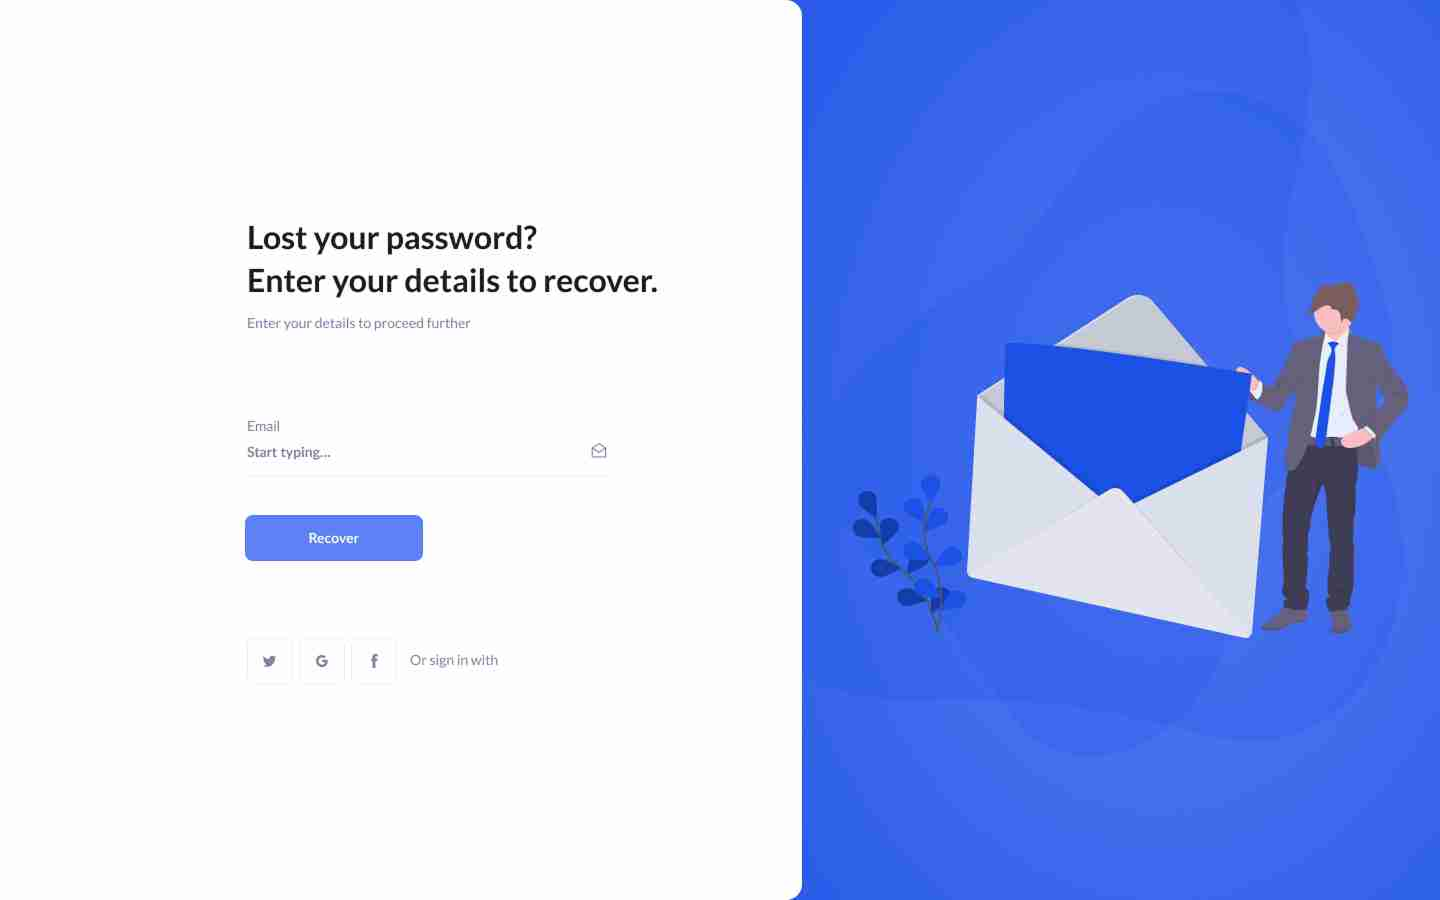 Lost your password?
Enter your details to recover.
Enter your details to proceed further
Email
Start typing...
Recover
Or sign in with